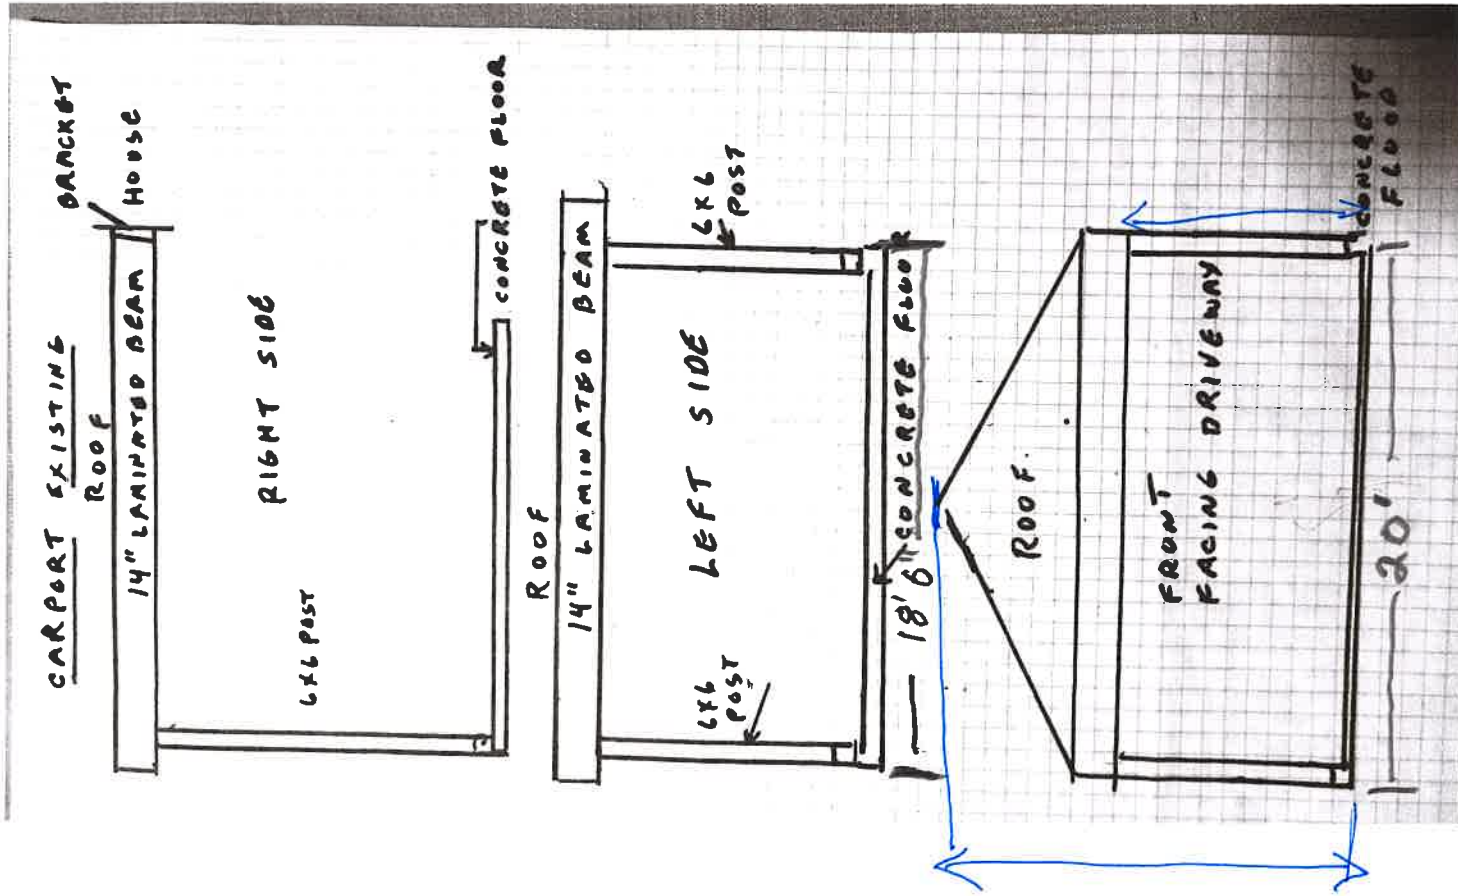 CARPORT EXISTING
ROOF
BRACKET
HOUSE
14" LAMINATED BEAM
RIGHT SIDE
6X6 POST
CONCRETE FLOOR
ROOF
14" LAMINATED BEAM
LEFT SIDE
6X6
POST
6X6
POST
CONCRETE FLOOR
18' 6"
ROOF.
FRONT
FACING DRIVEWAY
CONCRETE
FLOOD
20'